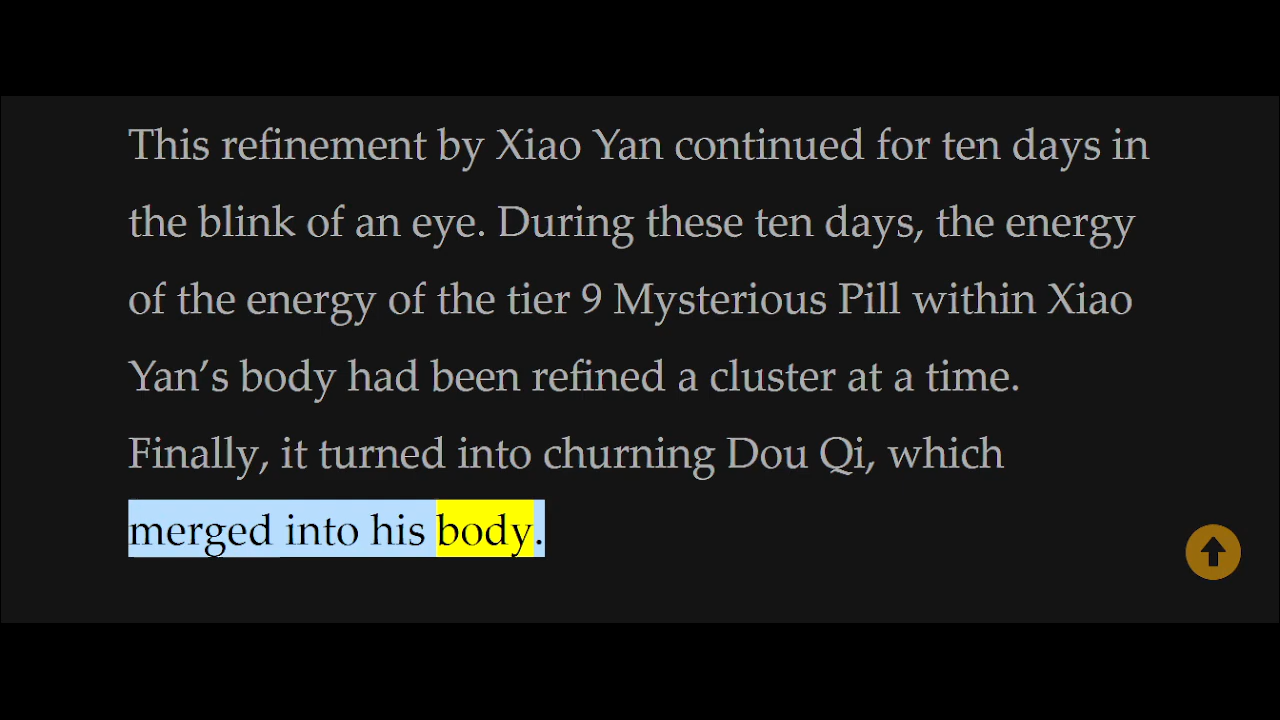 This refinement by Xiao Yan continued for ten days in
the blink of an eye. During these ten days, the energy
of the energy of the tier 9 Mysterious Pill within Xiao
Yan’s body had been refined a cluster at a time.
Finally, it turned into churning Dou Qi, which
merged into his body.